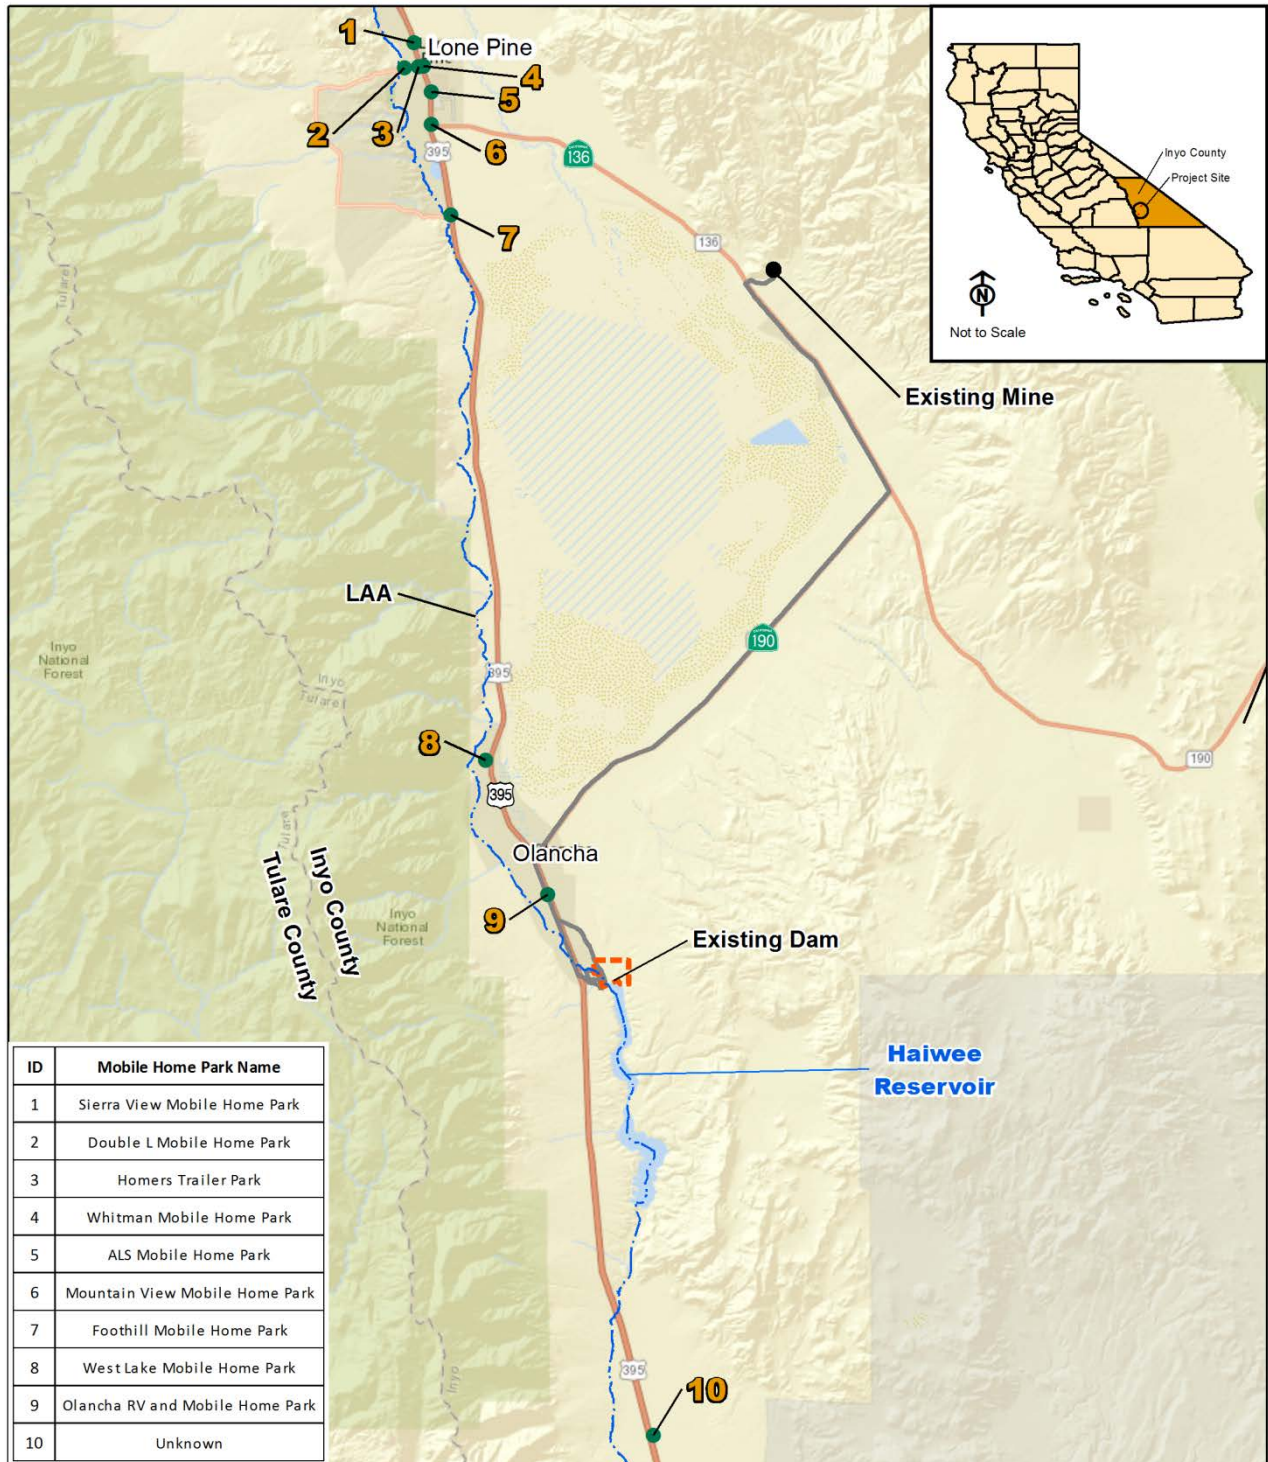 1
Lone Pine
2
3
4
5
6
395
CALIFORNIA
136
7
136
Inyo County
Project Site
N
Not to Scale
Existing Mine
Tulare
LAA
CALIFORNIA
190
Inyo
National
Forest
Inyo
Tulare
395
8
395
190
Olancha
Tulare
Inyo County
Tulare County
9
Inyo
National
Forest
Existing Dam
Haiwee
Reservoir
Inyo
395
10
ID Mobile Home Park Name
1 Sierra View Mobile Home Park
2 Double L Mobile Home Park
3 Homers Trailer Park
4 Whitman Mobile Home Park
5 ALS Mobile Home Park
6 Mountain View Mobile Home Park
7 Foothill Mobile Home Park
8 West Lake Mobile Home Park
9 Olancha RV and Mobile Home Park
10 Unknown